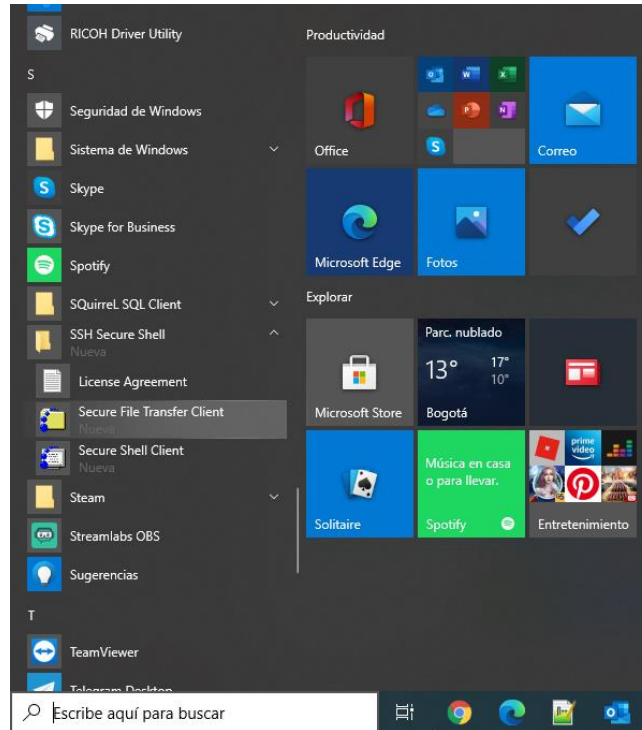 RICOH Driver Utility
S
Seguridad de Windows
Sistema de Windows
Skype
Skype for Business
Spotify
SQuirreL SQL Client
SSH Secure Shell
Nueva
License Agreement
Secure File Transfer Client
Nueva
Secure Shell Client
Nueva
Steam
Streamlabs OBS
Sugerencias
T
TeamViewer
Telegram Desktop
Productividad
Office
Correo
Microsoft Edge
Fotos
Explorar
Microsoft Store
Parc. nublado
13°
17°
10°
Bogotá
Solitaire
Música en casa
o para llevar.
Spotify
prime
video
Entretenimiento
Escribe aquí para buscar